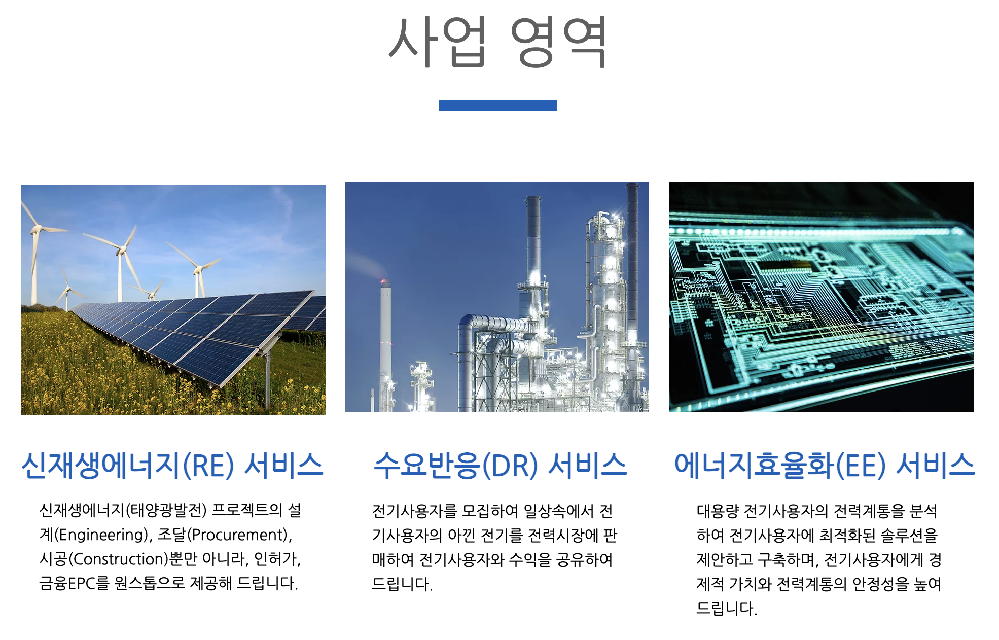 사업 영역
신재생에너지(RE) 서비스
신재생에너지(태양광발전) 프로젝트의 설
계(Engineering), 조달(Procurement),
시공(Construction)뿐만 아니라, 인허가,
금융EPC를 원스톱으로 제공해 드립니다.
수요반응(DR) 서비스
전기사용자를 모집하여 일상속에서 전
기사용자의 아낀 전기를 전력시장에 판
매하여 전기사용자와 수익을 공유하여
드립니다.
에너지효율화(EE) 서비스
대용량 전기사용자의 전력계통을 분석
하여 전기사용자에 최적화된 솔루션을
제안하고 구축하며, 전기사용자에게 경
제적 가치와 전력계통의 안정성을 높여
드립니다.